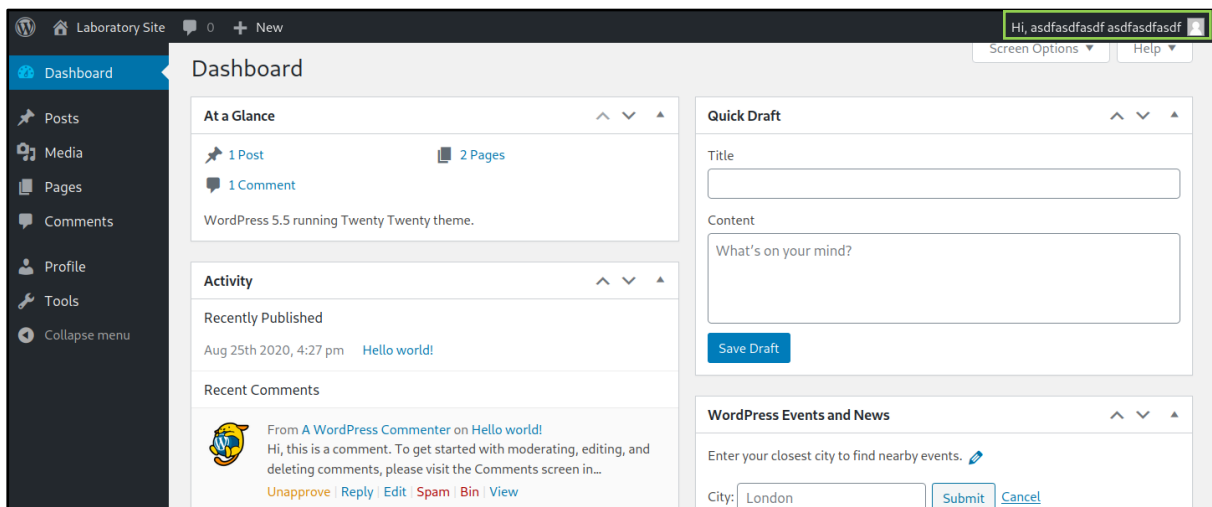 Laboratory Site 0 New Hi, asdfasdfasdf asdfasdfasdf
Screen Options Help
Dashboard
Posts
Media
Pages
Comments
Profile
Tools
Collapse menu
Dashboard
At a Glance
1 Post 2 Pages
1 Comment
WordPress 5.5 running Twenty Twenty theme.
Activity
Recently Published
Aug 25th 2020, 4:27 pm Hello world!
Recent Comments
From A WordPress Commenter on Hello world!
Hi, this is a comment. To get started with moderating, editing, and
deleting comments, please visit the Comments screen in...
Unapprove | Reply | Edit | Spam | Bin | View
Quick Draft
Title
Content
What's on your mind?
Save Draft
WordPress Events and News
Enter your closest city to find nearby events.
City: London Submit Cancel